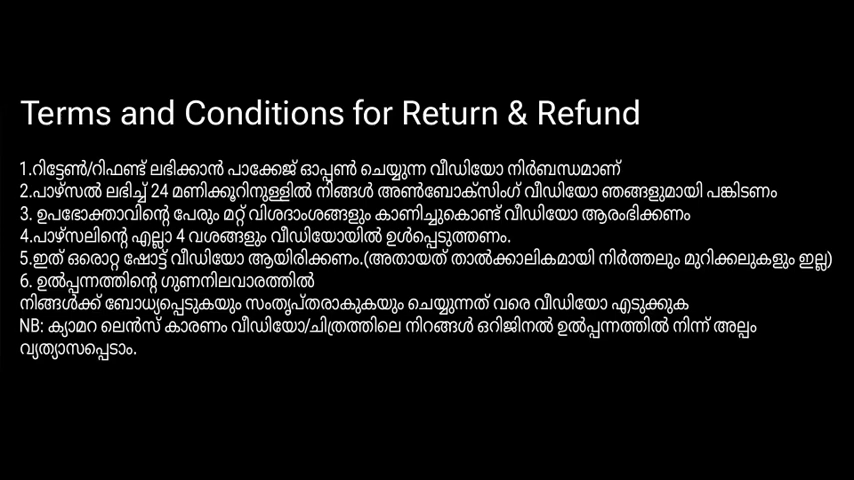 Terms and Conditions for Return & Refund
1.റിട്ടേൺ/റിഫണ്ട് ലഭിക്കാൻ പാക്കേജ് ഓപ്പൺ ചെയ്യുന്ന വീഡിയോ നിർബന്ധമാണ്
2.പാഴ്സൽ ലഭിച്ച് 24 മണിക്കൂറിനുള്ളിൽ നിങ്ങൾ അൺബോക്സിംഗ് വീഡിയോ ഞങ്ങളുമായി പങ്കിടണം
3. ഉപഭോക്താവിന്റെ പേരും മറ്റ് വിശദാംശങ്ങളും കാണിച്ചുകൊണ്ട് വീഡിയോ ആരംഭിക്കണം
4.പാഴ്സലിന്റെ എല്ലാ 4 വശങ്ങളും വീഡിയോയിൽ ഉൾപ്പെടുത്തണം.
5.ഇത് ഒരൊറ്റ ഷോട്ട് വീഡിയോ ആയിരിക്കണം.(അതായത് താൽക്കാലികമായി നിർത്തലും മുറിക്കലുകളും ഇല്ല)
6. ഉൽപ്പന്നത്തിന്റെ ഗുണനിലവാരത്തിൽ
നിങ്ങൾക്ക് ബോധ്യപ്പെടുകയും സംതൃപ്തരാകുകയും ചെയ്യുന്നത് വരെ വീഡിയോ എടുക്കുക
NB: ക്യാമറ ലെൻസ് കാരണം വീഡിയോ/ചിത്രത്തിലെ നിറങ്ങൾ ഒറിജിനൽ ഉൽപ്പന്നത്തിൽ നിന്ന് അല്പം
വ്യത്യാസപ്പെടാം.